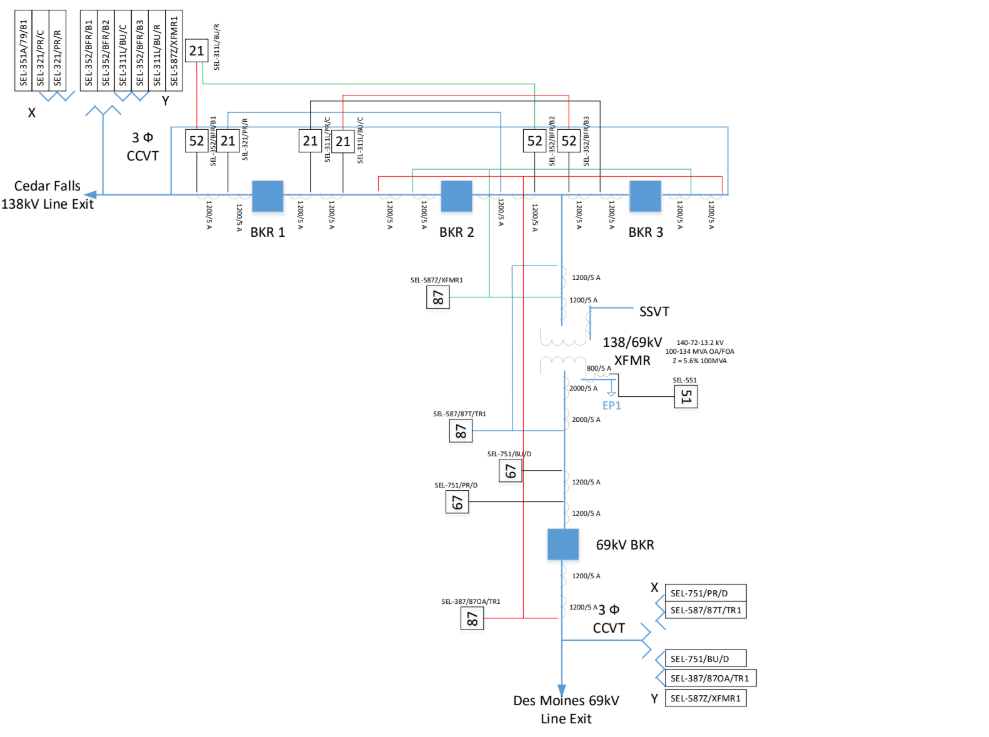 SEL-351A/79/B1
SEL-321/PR/C
SEL-321/PR/R
SEL-352/BFR/B1
SEL-352/BFR/B2
SEL-311L/BU/C
SEL-352/BFR/B3
SEL-311L/BU/R
SEL-587Z/XFMR1
X
Y
21
SEL-311L/BU/R
3 Φ
CCVT
52
SEL-352/BFR/B1
21
SEL-321/PR/R
21
SEL-311L/PR/C
21
SEL-311L/BU/C
52
SEL-352/BFR/B2
52
SEL-352/BFR/B3
Cedar Falls
138kV Line Exit
1200/5 A
1200/5 A
1200/5 A
1200/5 A
1200/5 A
1200/5 A
1200/5 A
1200/5 A
1200/5 A
1200/5 A
1200/5 A
1200/5 A
BKR 1
BKR 2
BKR 3
1200/5 A
SEL-587Z/XFMR1
87
1200/5 A
SSVT
138/69kV
XFMR
140-72-13.2 kV
100-134 MVA OA/FOA
Z = 5.6% 100MVA
800/5 A
SEL-551
51
2000/5 A
EP1
SEL-587/87T/TR1
87
2000/5 A
SEL-751/BU/D
67
1200/5 A
SEL-751/PR/D
67
1200/5 A
69kV BKR
1200/5 A
SEL-387/87OA/TR1
87
1200/5 A
3 Φ
CCVT
X
SEL-751/PR/D
SEL-587/87T/TR1
SEL-751/BU/D
SEL-387/87OA/TR1
Y
SEL-587Z/XFMR1
Des Moines 69kV
Line Exit